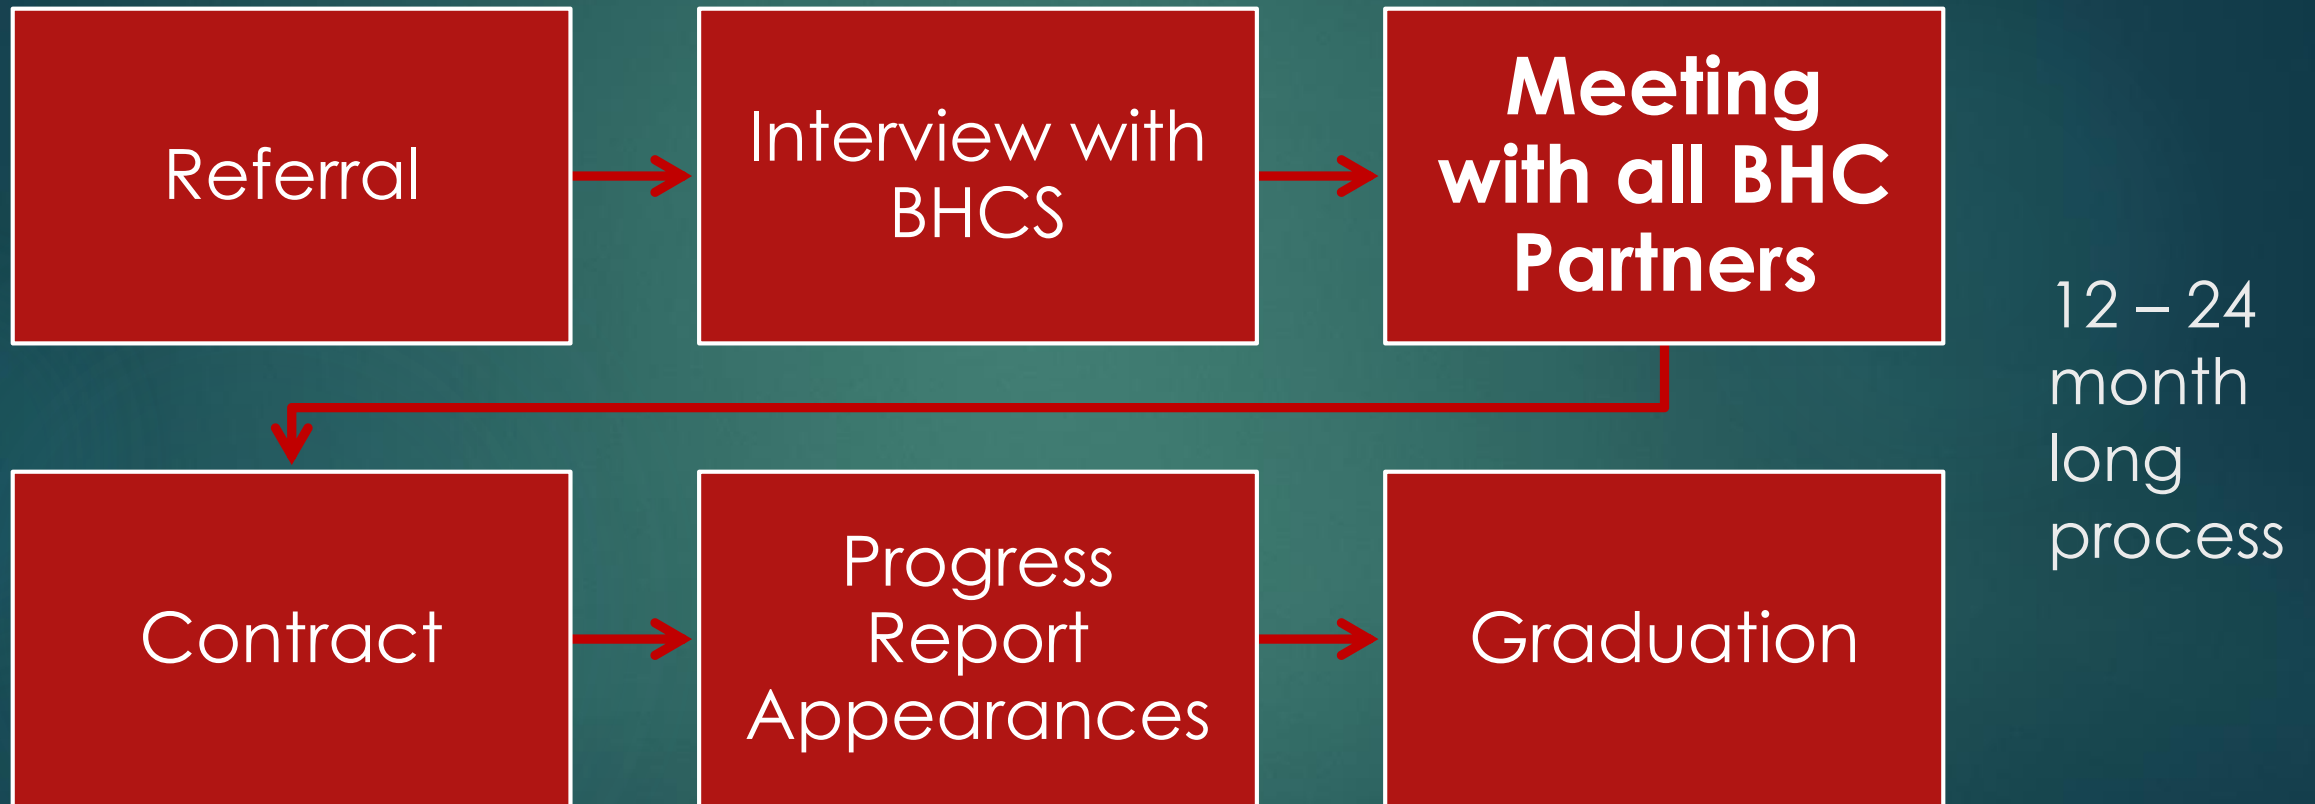 Referral
Interview with
BHCS
Meeting
with all BHC
Partners
12 – 24
month
long
process
Contract
Progress
Report
Appearances
Graduation